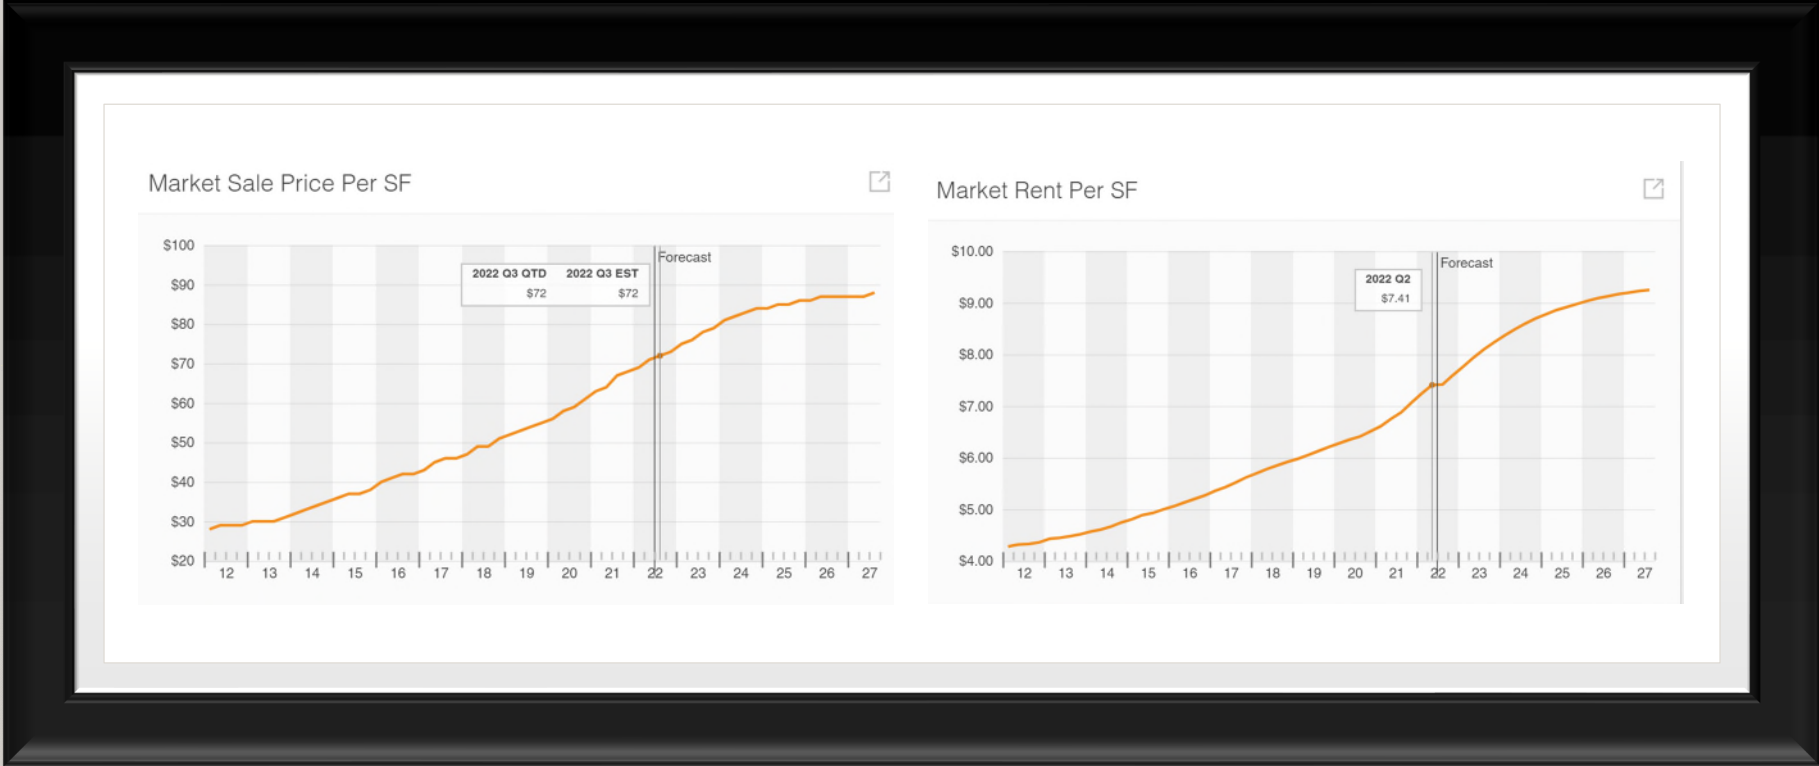 Market Sale Price Per SF
$100
$90
$80
$70
$60
$50
$40
$30
$20
Forecast
2022 Q3 QTD 2022 Q3 EST
$72 $72
12 13 14 15 16 17 18 19 20 21 22 23 24 25 26 27
Market Rent Per SF
$10.00
$9.00
$8.00
$7.00
$6.00
$5.00
$4.00
Forecast
2022 Q2
$7.41
12 13 14 15 16 17 18 19 20 21 22 23 24 25 26 27